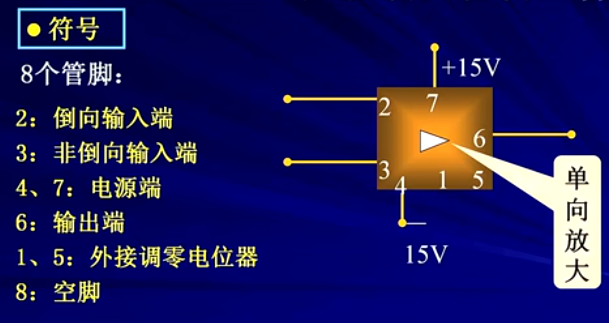 ● 符号
8个管脚：
2：倒向输入端
3：非倒向输入端
4、7：电源端
6：输出端
1、5：外接调零电位器
8：空脚
+15V
2
7
6
3
4
1
5
—
15V
单向放大